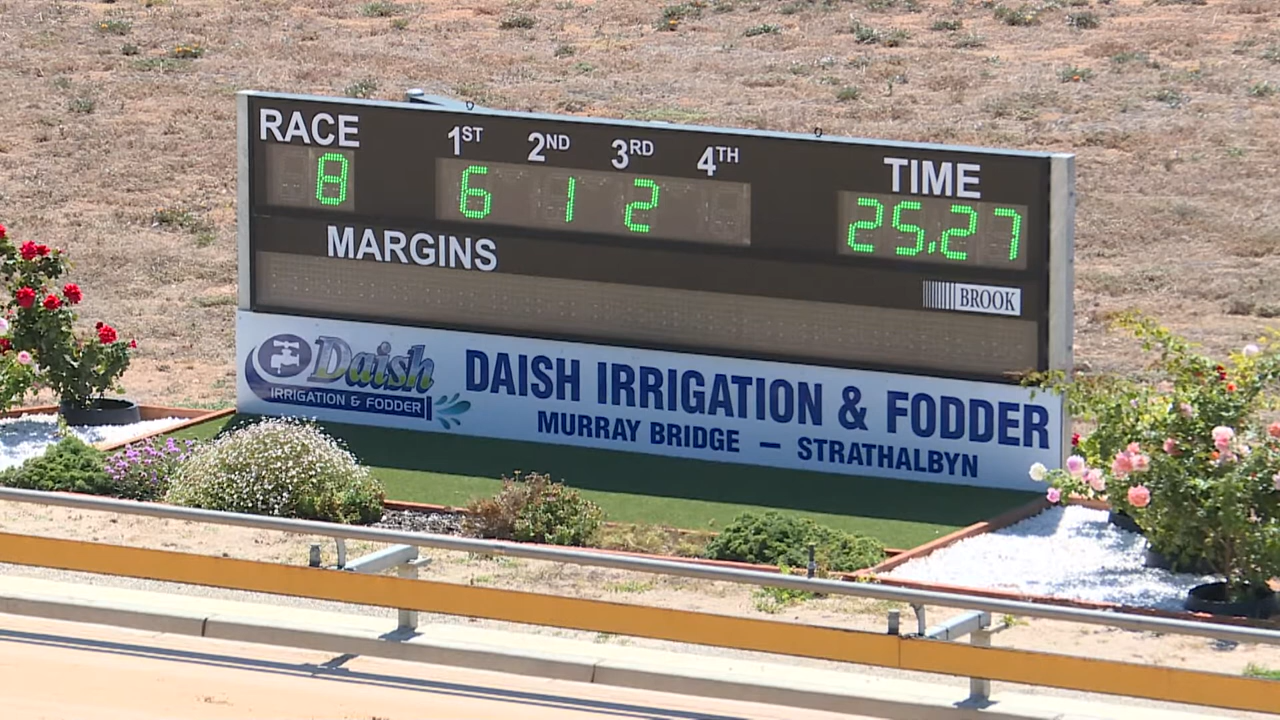 RACE 1ST 2ND 3RD 4TH TIME
8 6 1 2 25.27
MARGINS
BROOK
Daish
IRRIGATION & FODDER
DAISH IRRIGATION & FODDER
MURRAY BRIDGE – STRATHALBYN